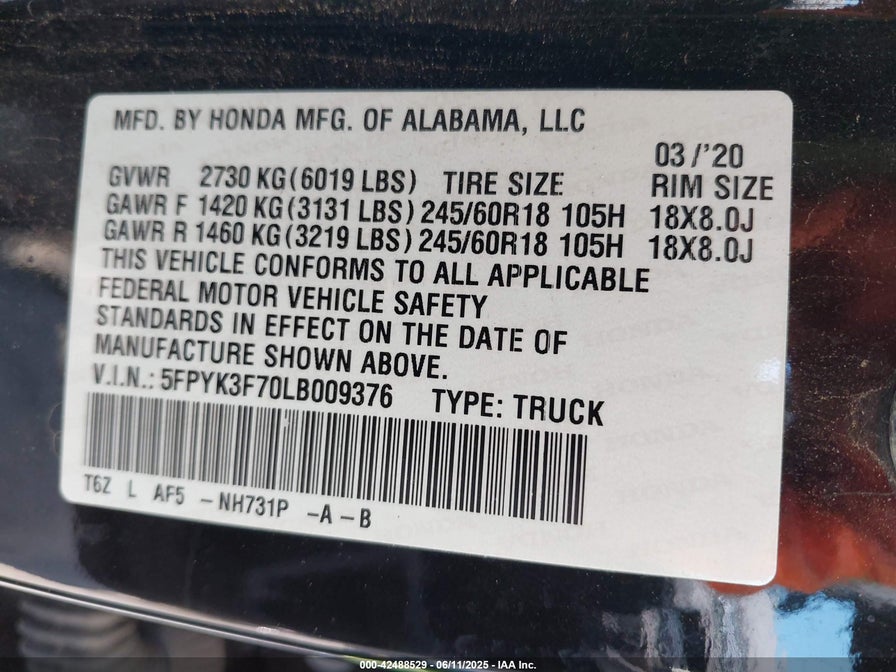 MFD. BY HONDA MFG. OF ALABAMA, LLC
03/'20
GVWR 2730 KG(6019 LBS) TIRE SIZE RIM SIZE
GAWR F 1420 KG(3131 LBS)245/60R18 105H 18X8.0J
GAWR R 1460 KG(3219 LBS)245/60R18 105H 18X8.0J
THIS VEHICLE CONFORMS TO ALL APPLICABLE
FEDERAL MOTOR VEHICLE SAFETY
STANDARDS IN EFFECT ON THE DATE OF
MANUFACTURE SHOWN ABOVE.
V.I.N.: 5FPYK3F70LB009376 TYPE: TRUCK
T6Z L AF5 -NH731P -A-B
000-42488529 - 06/11/2025 - IAA Inc.